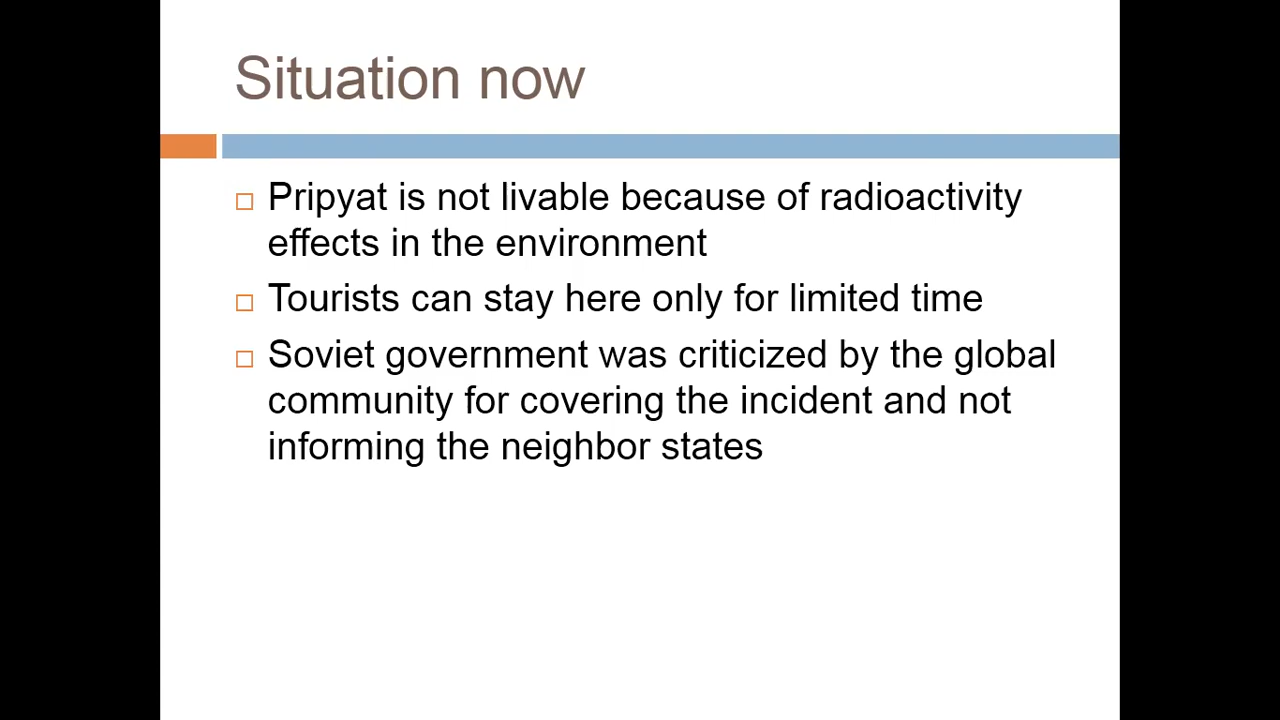 Situation now
Pripyat is not livable because of radioactivity
effects in the environment
Tourists can stay here only for limited time
Soviet government was criticized by the global
community for covering the incident and not
informing the neighbor states